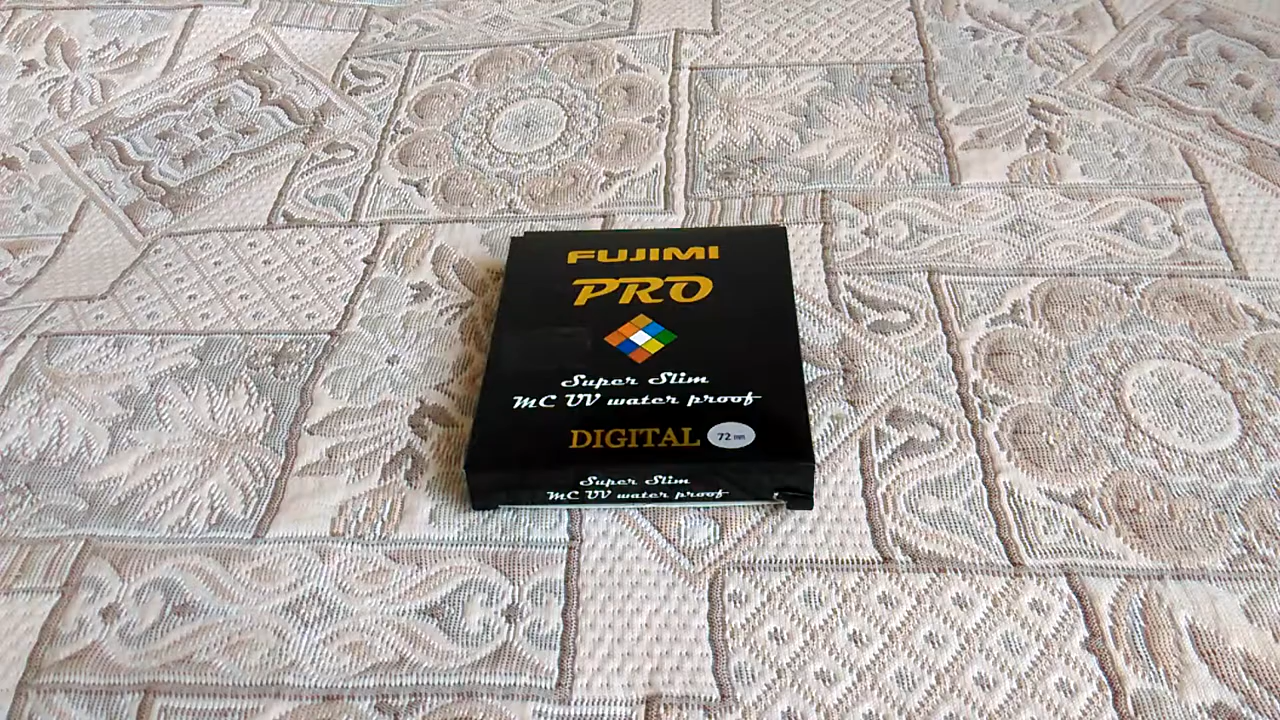 FUJIMI
PRO
Super Slim
MC UV water proof
DIGITAL 72 mm
Super Slim
MC UV water proof